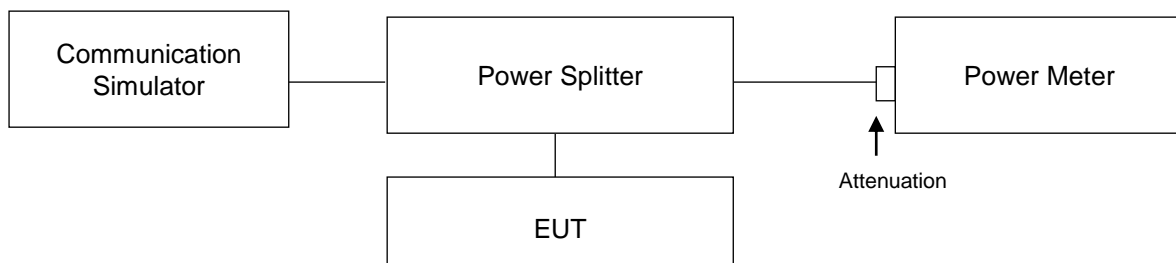 Communication
Simulator
Power Splitter
Power Meter
Attenuation
EUT